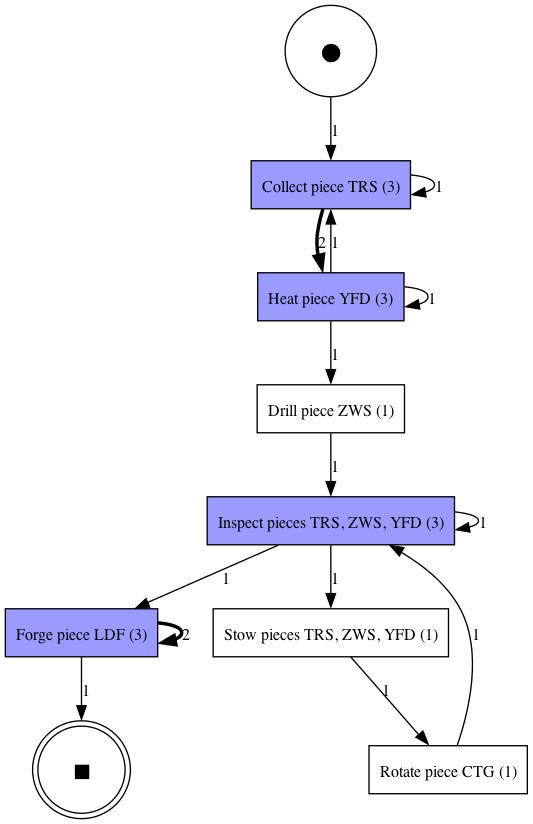 1
Collect piece TRS (3)
1
2
1
Heat piece YFD (3)
1
1
Drill piece ZWS (1)
1
Inspect pieces TRS, ZWS, YFD (3)
1
1
1
1
Forge piece LDF (3)
2
Stow pieces TRS, ZWS, YFD (1)
1
1
Rotate piece CTG (1)